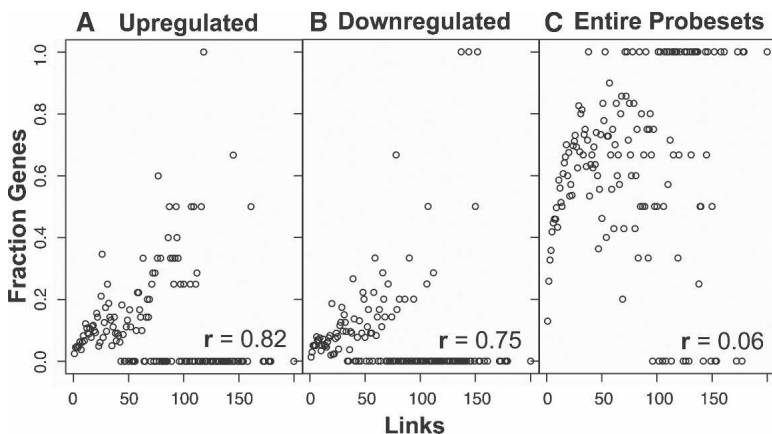 A Upregulated
B Downregulated
C Entire Probesets
Fraction Genes
1.0
0.8
0.6
0.4
0.2
0.0
r = 0.82
r = 0.75
r = 0.06
0 50 100 150
0 50 100 150
0 50 100 150
Links